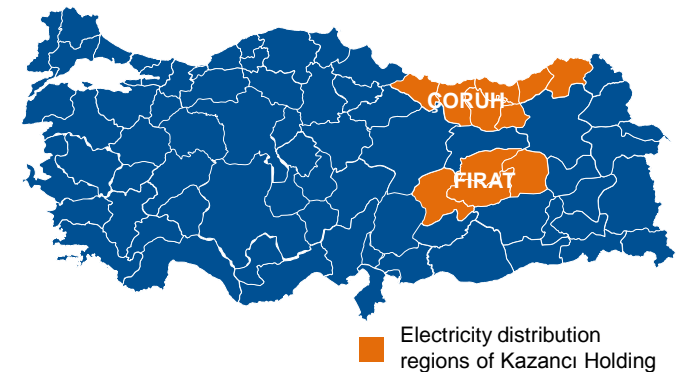 ÇORUH
FIRAT
Electricity distribution
regions of Kazancı Holding